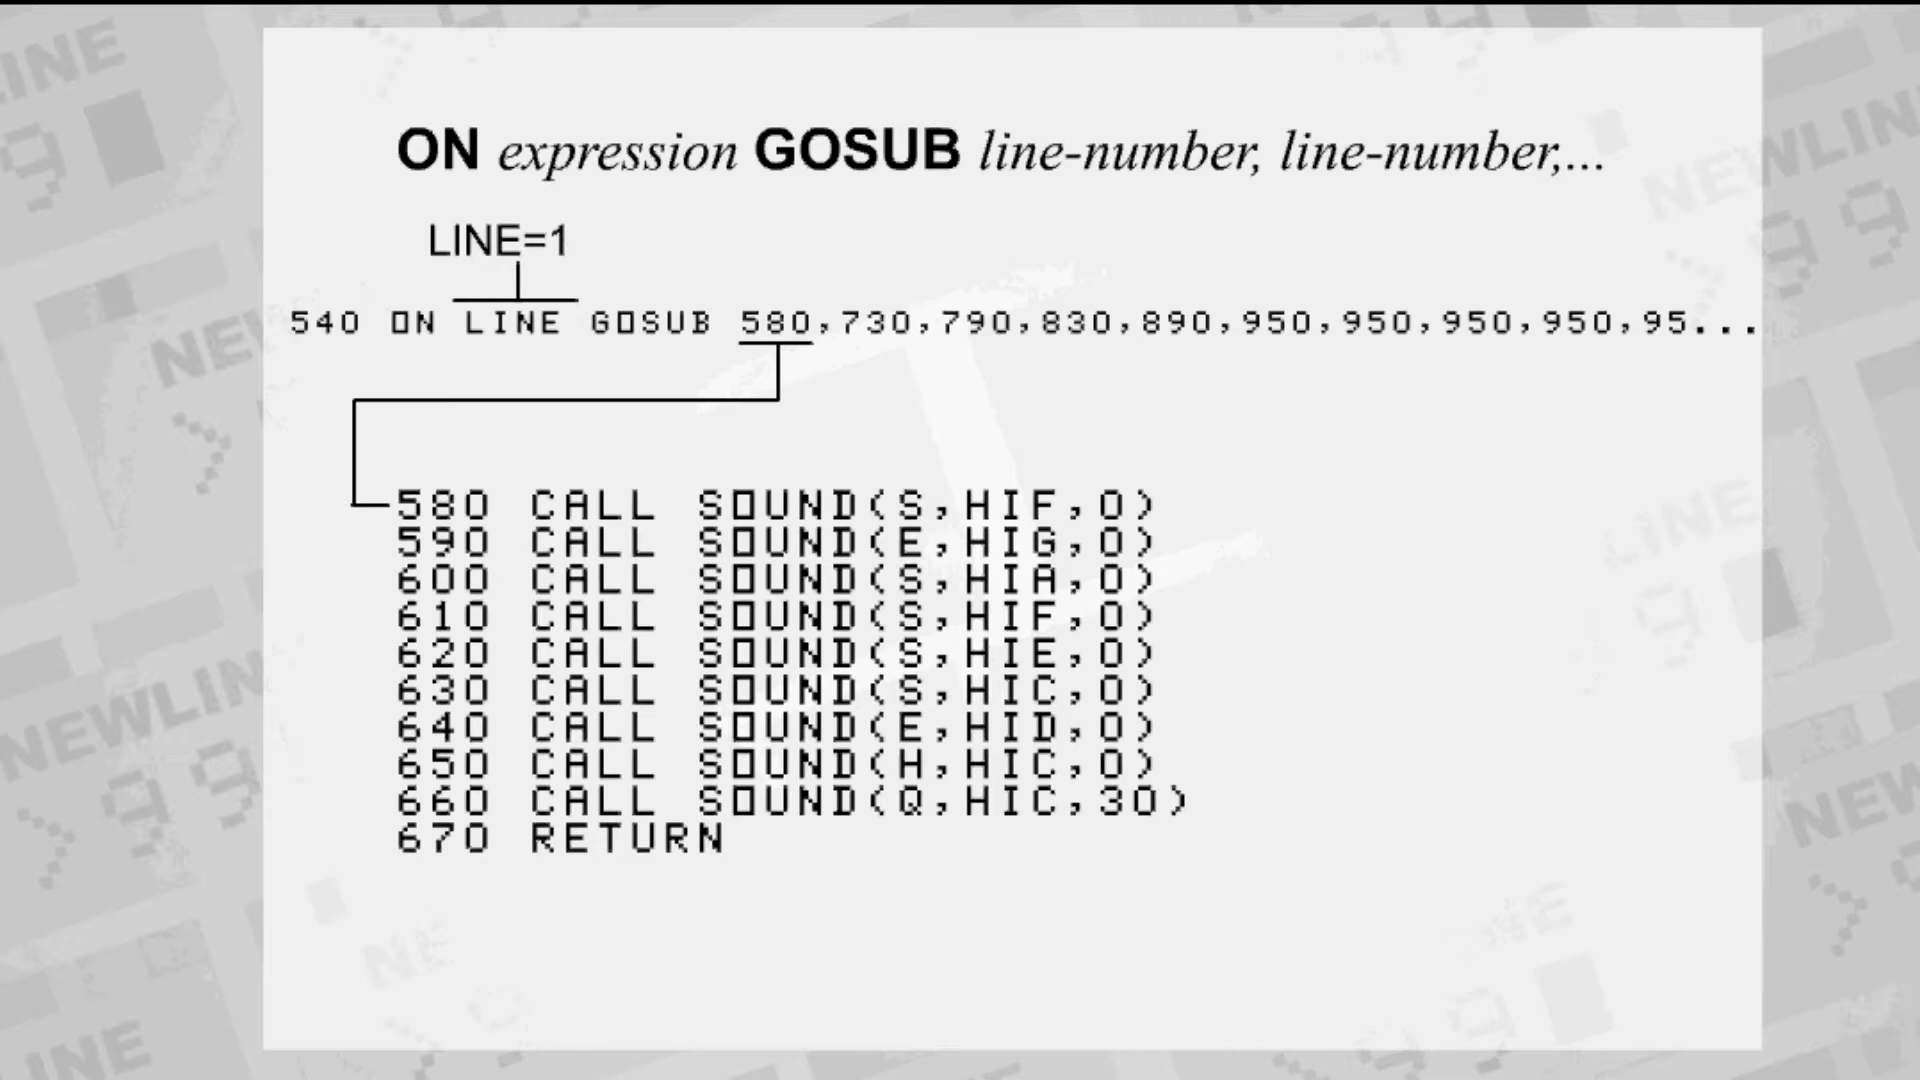 ON expression GOSUB line-number, line-number,...
LINE=1
540 ON LINE GOSUB 580,730,790,830,890,950,950,950,950,95...
580 CALL SOUND(S,HIF,0)
590 CALL SOUND(E,HIG,0)
600 CALL SOUND(S,HIA,0)
610 CALL SOUND(S,HIF,0)
620 CALL SOUND(S,HIE,0)
630 CALL SOUND(S,HIC,0)
640 CALL SOUND(E,HID,0)
650 CALL SOUND(H,HIC,0)
660 CALL SOUND(Q,HIC,30)
670 RETURN